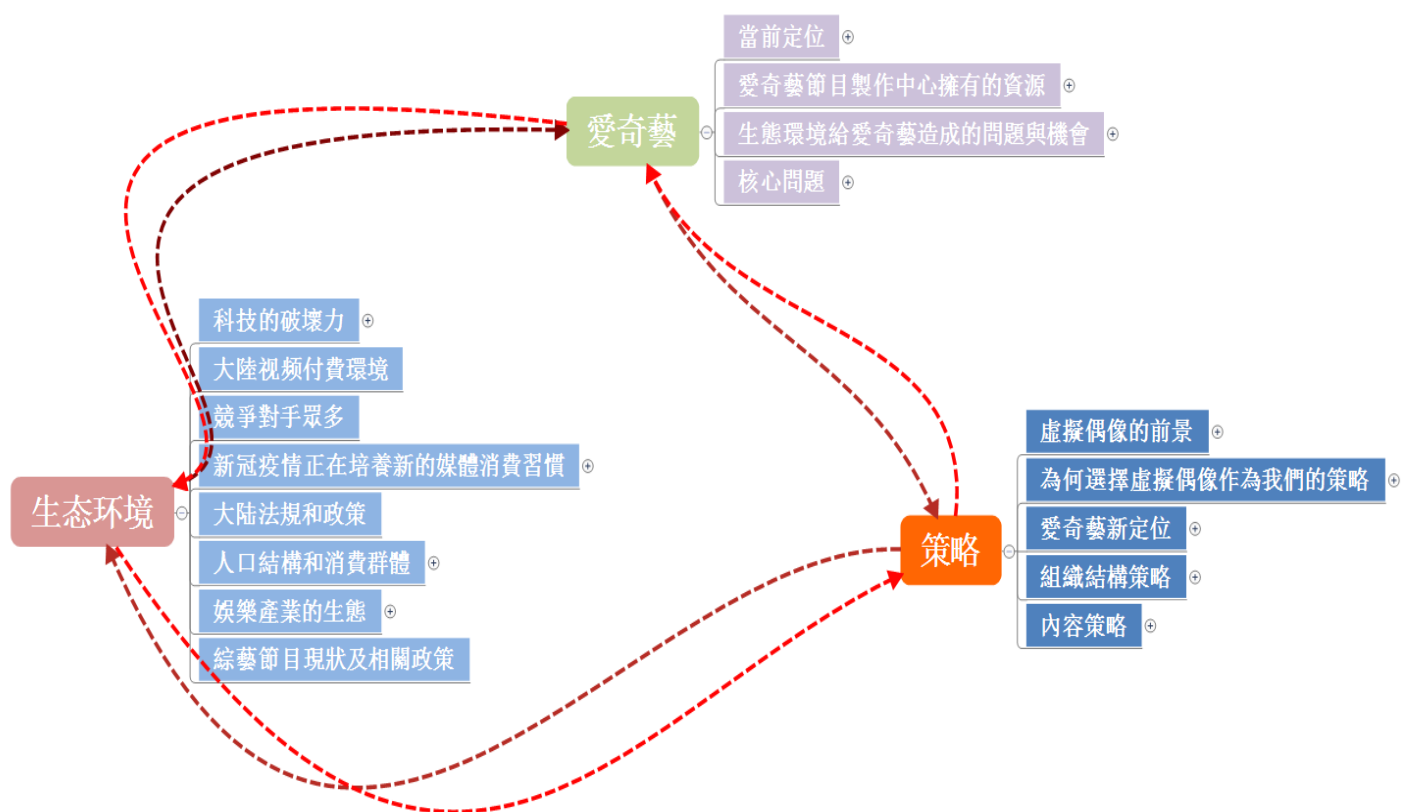 愛奇藝
當前定位
愛奇藝節目製作中心擁有的資源
生態環境給愛奇藝造成的問題與機會
核心問題
生态环境
科技的破壞力
大陸视频付費環境
競爭對手眾多
新冠疫情正在培養新的媒體消費習慣
大陆法規和政策
人口結構和消費群體
娛樂產業的生態
綜藝節目現狀及相關政策
策略
虛擬偶像的前景
為何選擇虛擬偶像作為我們的策略
愛奇藝新定位
組織結構策略
內容策略